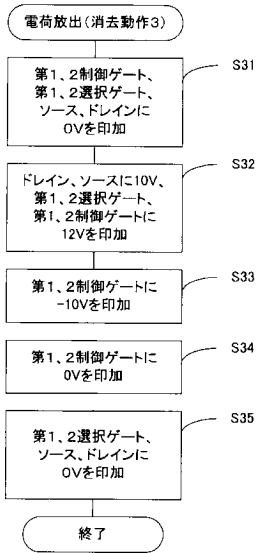 電荷放出(消去動作3)
S31
第1、2制御ゲート、
第1、2選択ゲート、
ソース、ドレインに
0Vを印加
S32
ドレイン、ソースに10V、
第1、2選択ゲート、
第1、2制御ゲートに
12Vを印加
S33
第1、2制御ゲートに
-10Vを印加
S34
第1、2制御ゲートに
0Vを印加
S35
第1、2選択ゲート、
ソース、ドレインに
0Vを印加
終了